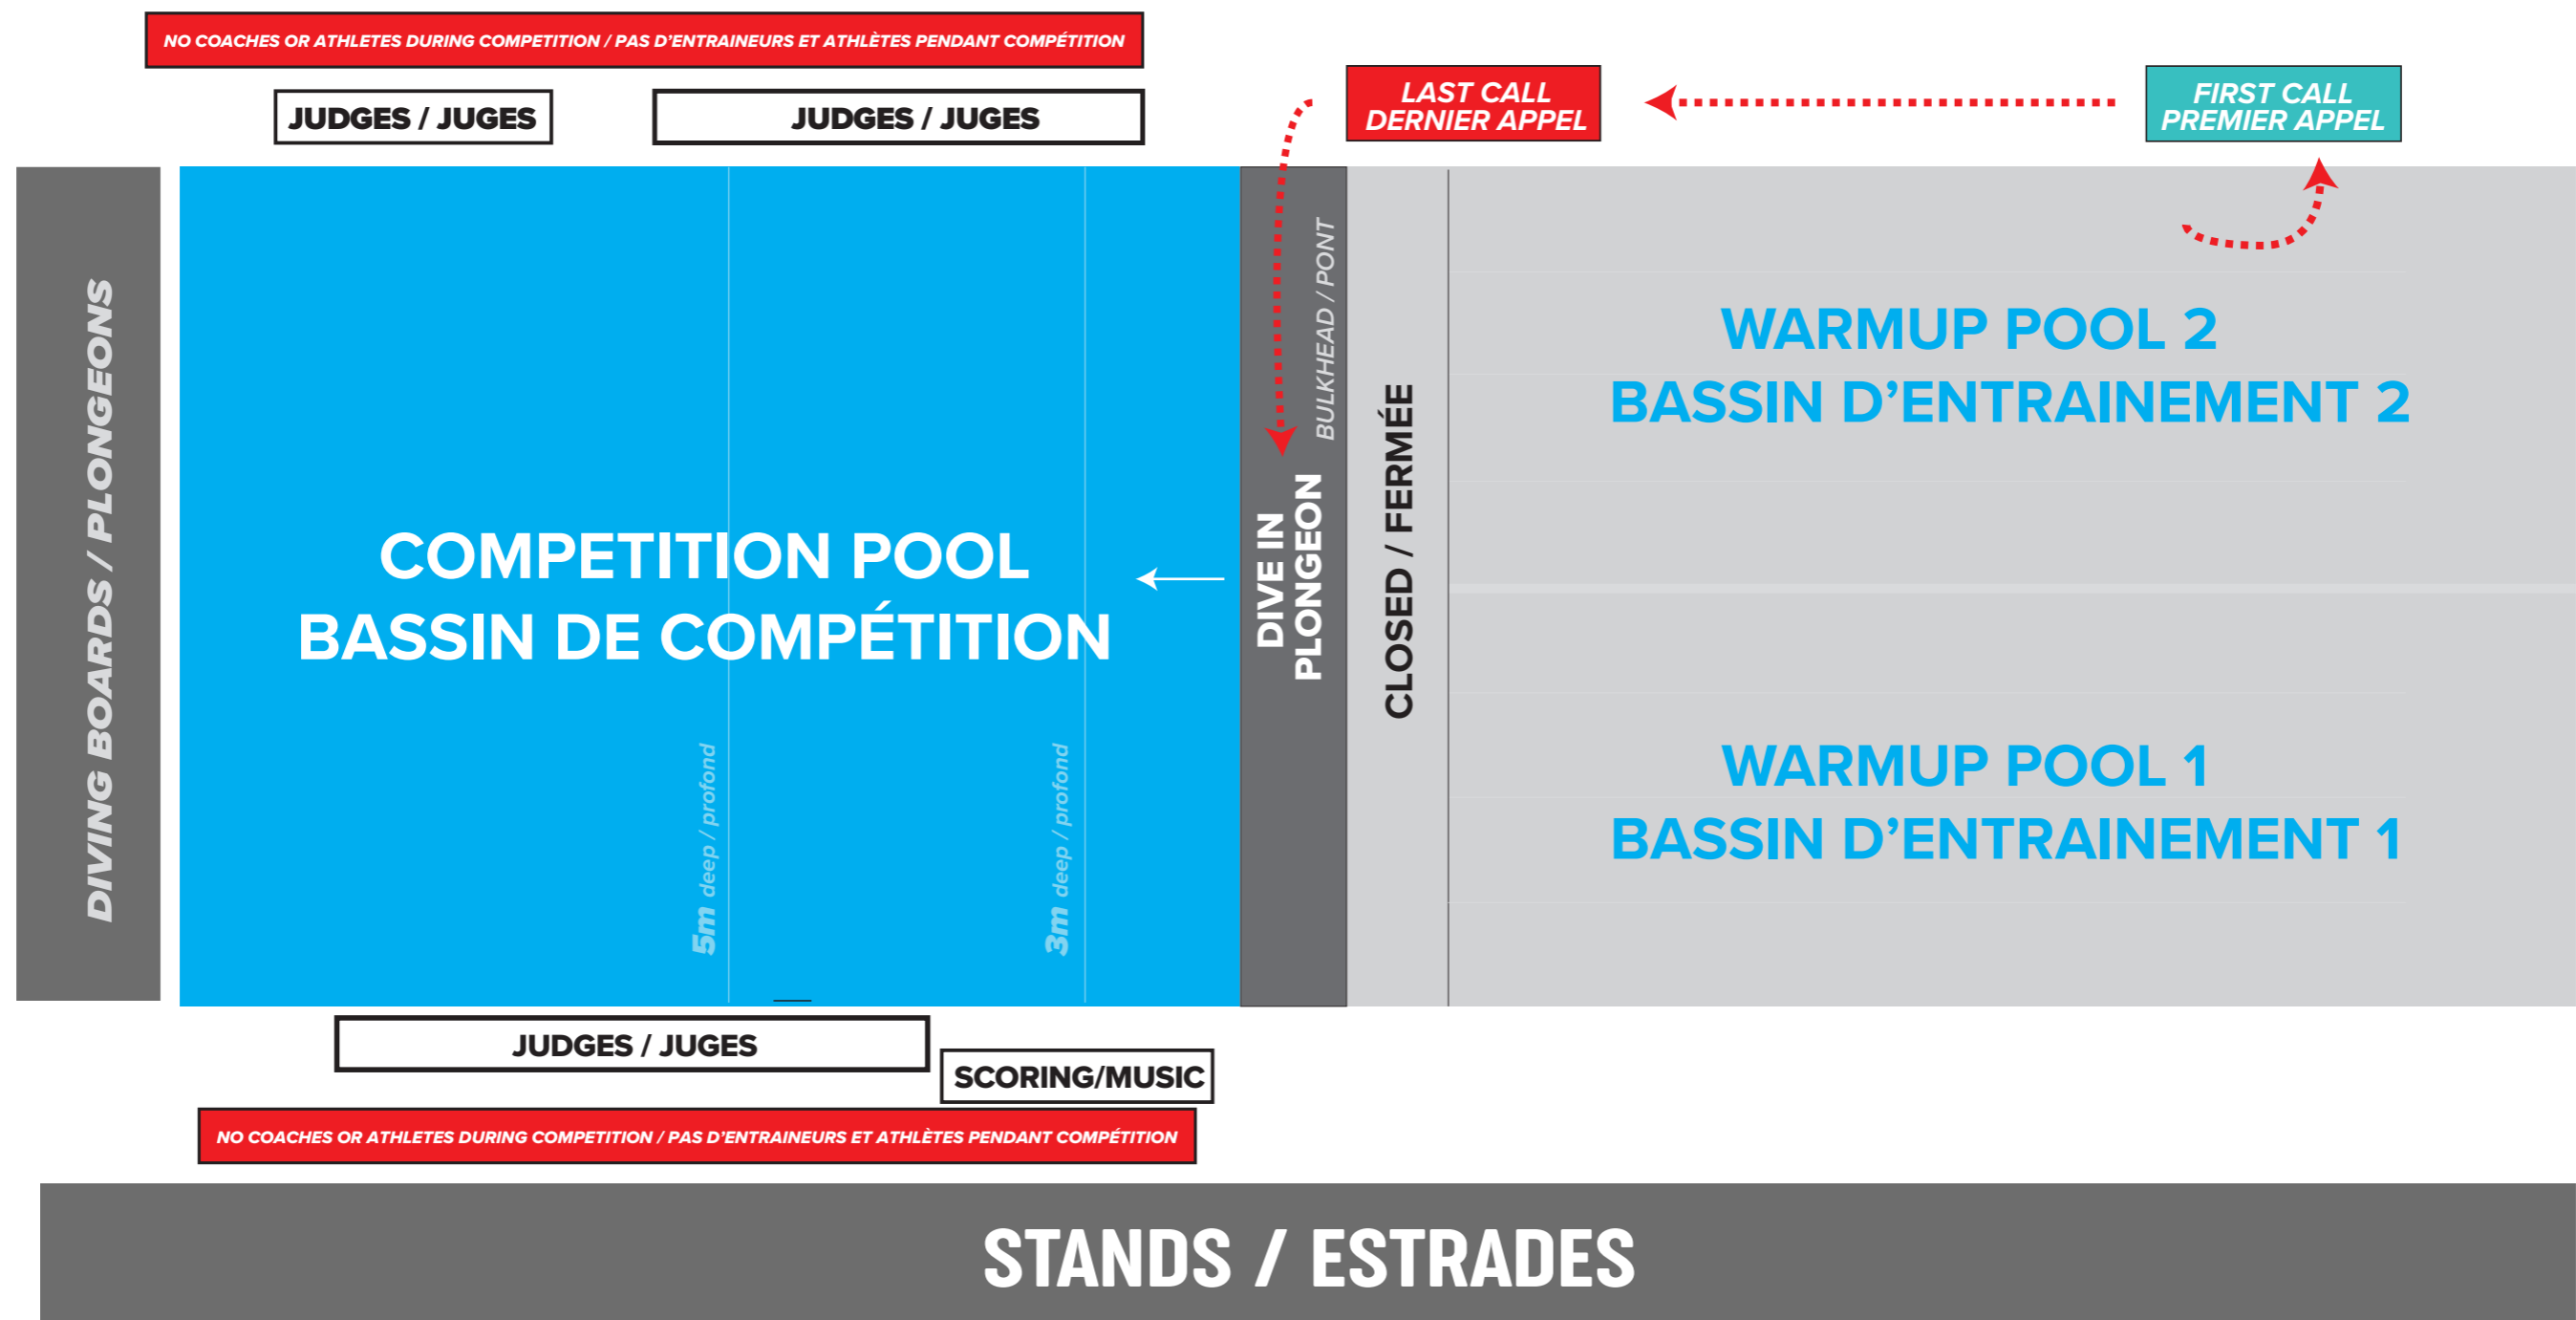 NO COACHES OR ATHLETES DURING COMPETITION / PAS D'ENTRAINEURS ET ATHLÈTES PENDANT COMPÉTITION
JUDGES / JUGES
JUDGES / JUGES
LAST CALL
DERNIER APPEL
FIRST CALL
PREMIER APPEL
DIVING BOARDS / PLONGEONS
COMPETITION POOL
BASSIN DE COMPÉTITION
5m deep / profond
3m deep / profond
BULKHEAD / PONT
DIVE IN
PLONGEON
CLOSED / FERMÉE
WARMUP POOL 2
BASSIN D’ENTRAINEMENT 2
WARMUP POOL 1
BASSIN D’ENTRAINEMENT 1
JUDGES / JUGES
SCORING/MUSIC
NO COACHES OR ATHLETES DURING COMPETITION / PAS D'ENTRAINEURS ET ATHLÈTES PENDANT COMPÉTITION
STANDS / ESTRADES